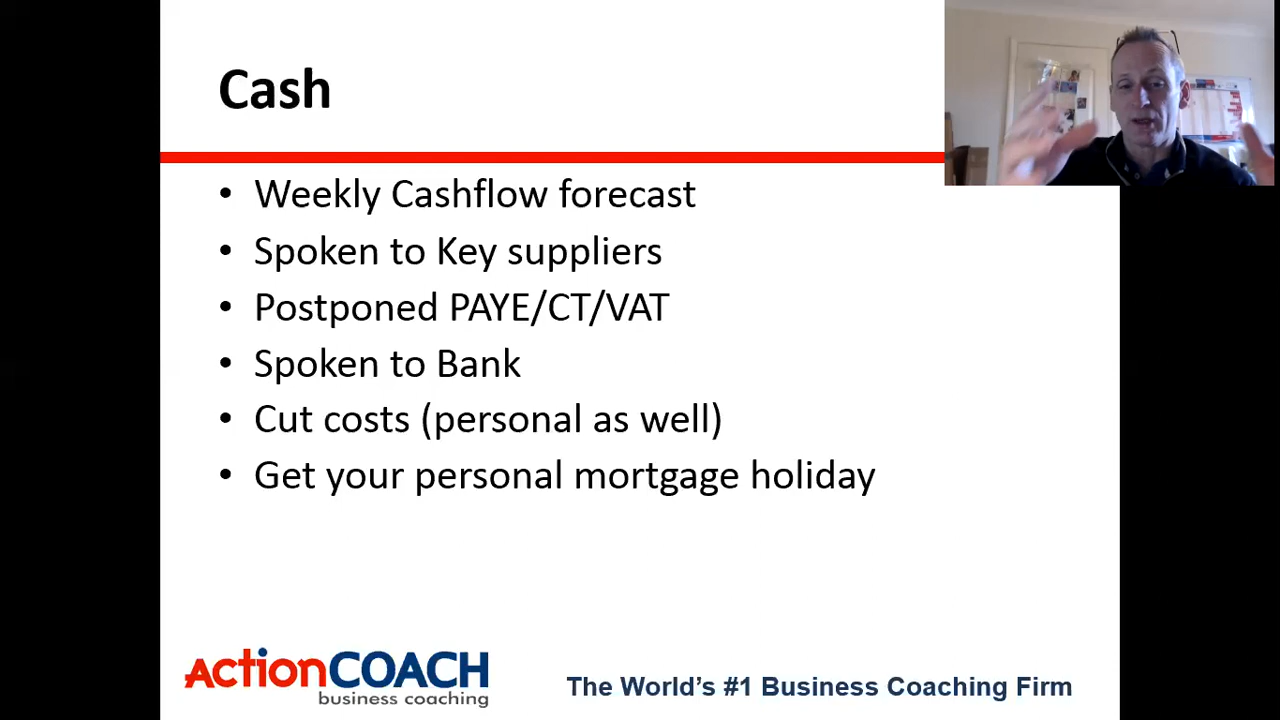 Cash
• Weekly Cashflow forecast
• Spoken to Key suppliers
• Postponed PAYE/CT/VAT
• Spoken to Bank
• Cut costs (personal as well)
• Get your personal mortgage holiday
ActionCOACH
business coaching
The World's #1 Business Coaching Firm